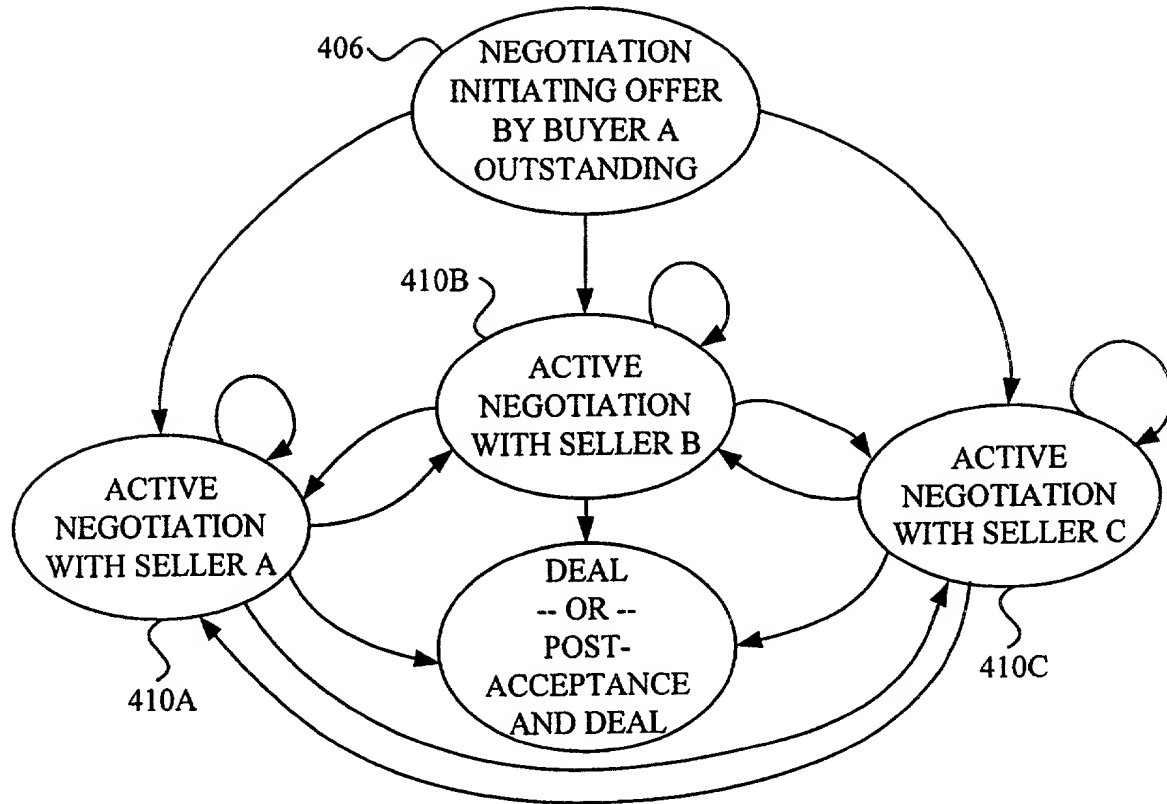 406
NEGOTIATION
INITIATING OFFER
BY BUYER A
OUTSTANDING
410B
ACTIVE
NEGOTIATION
WITH SELLER B
ACTIVE
NEGOTIATION
WITH SELLER A
ACTIVE
NEGOTIATION
WITH SELLER C
DEAL
-- OR --
POST-
ACCEPTANCE
AND DEAL
410A
410C